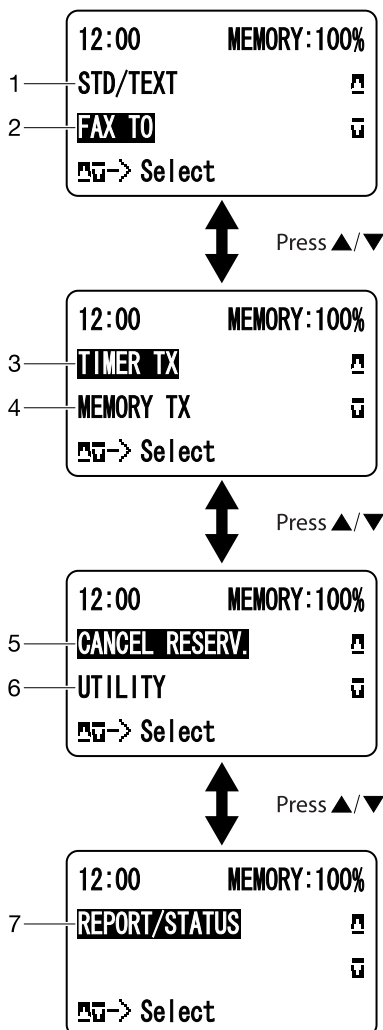 12:00 MEMORY:100%
1 STD/TEXT
2 FAX TO
-> Select
Press ▲/▼
12:00 MEMORY:100%
3 TIMER TX
4 MEMORY TX
-> Select
Press ▲/▼
12:00 MEMORY:100%
5 CANCEL RESERV.
6 UTILITY
-> Select
Press ▲/▼
12:00 MEMORY:100%
7 REPORT/STATUS
-> Select